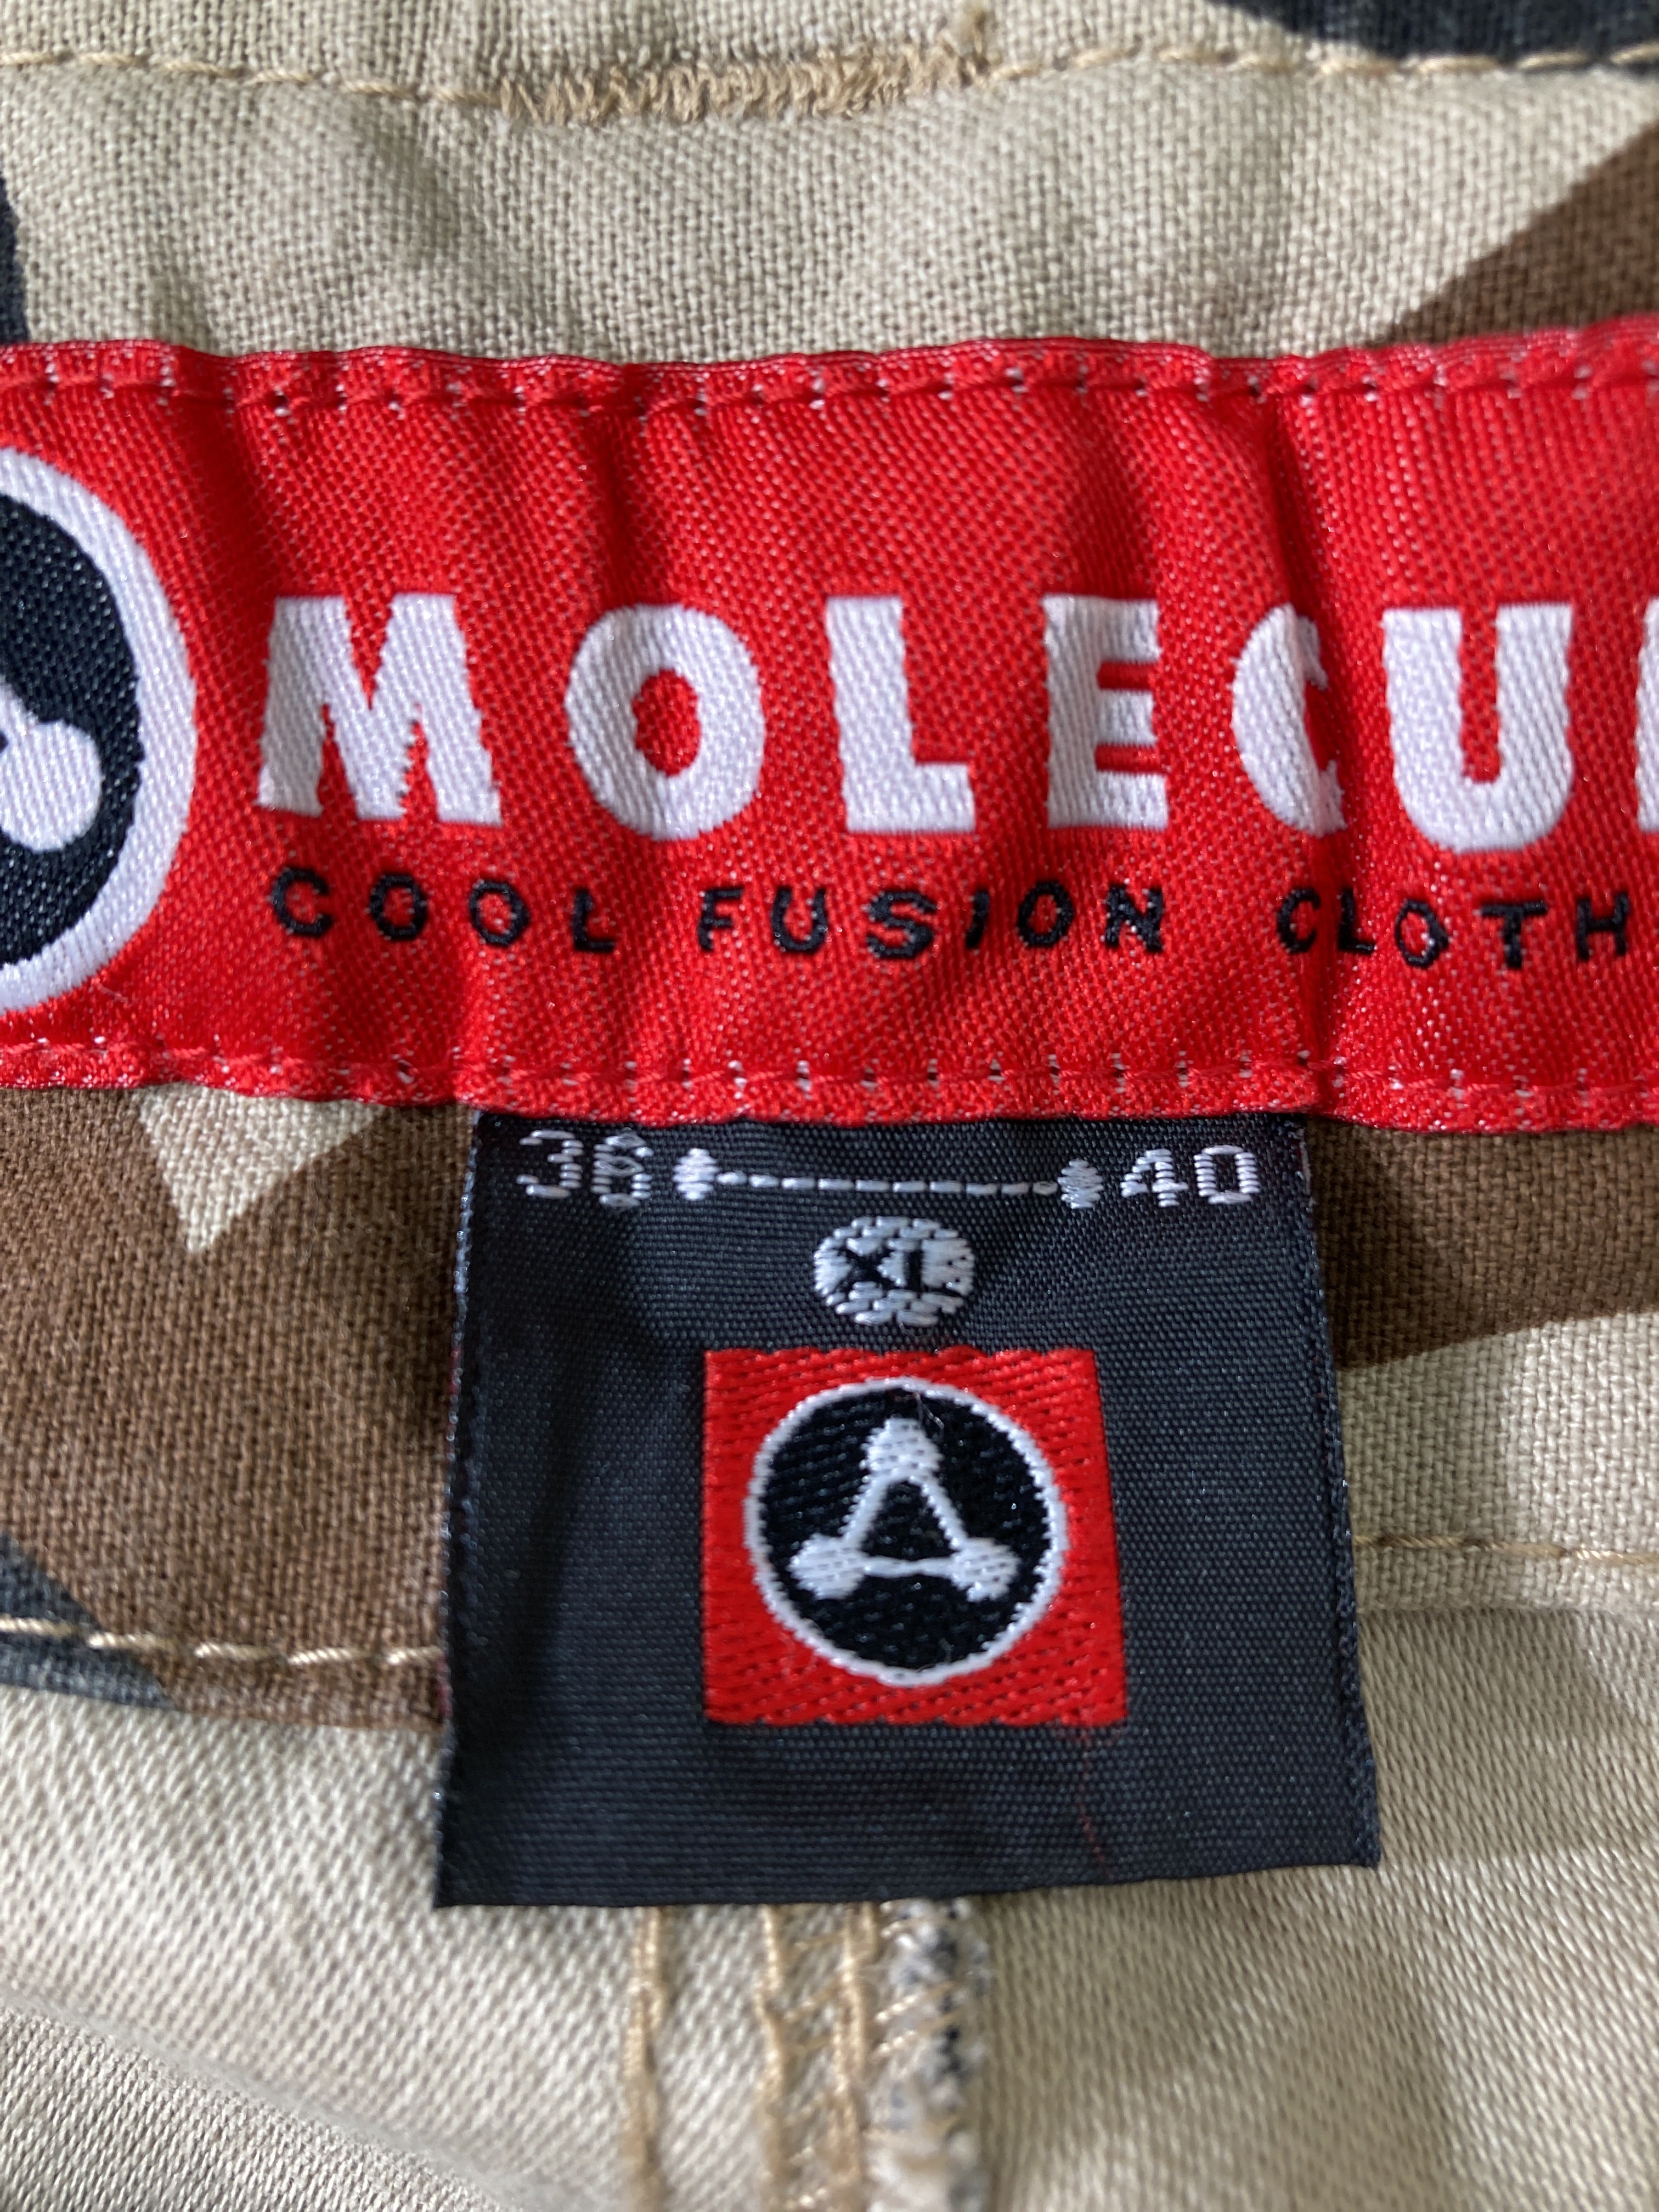 MOLECU
COOL FUSION CLOTH
36 40
XL